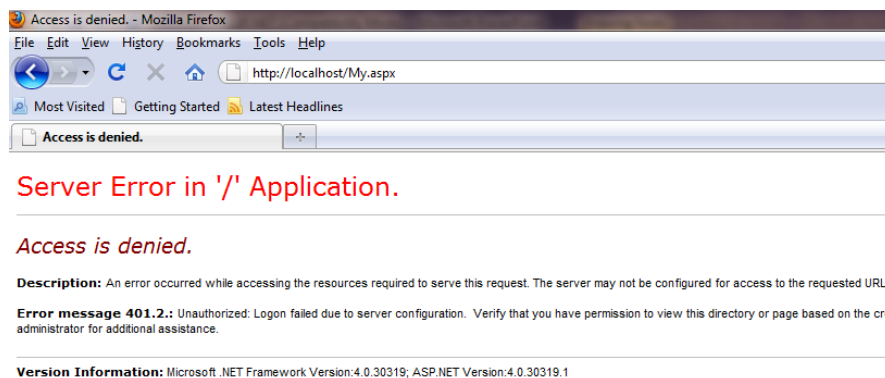 Access is denied. - Mozilla Firefox
File Edit View History Bookmarks Tools Help
http://localhost/My.aspx
Most Visited Getting Started Latest Headlines
Access is denied.
Server Error in '/' Application.
Access is denied.
Description: An error occurred while accessing the resources required to serve this request. The server may not be configured for access to the requested URL
Error message 401.2.: Unauthorized: Logon failed due to server configuration. Verify that you have permission to view this directory or page based on the
administrator for additional assistance.
Version Information: Microsoft .NET Framework Version:4.0.30319; ASP.NET Version:4.0.30319.1